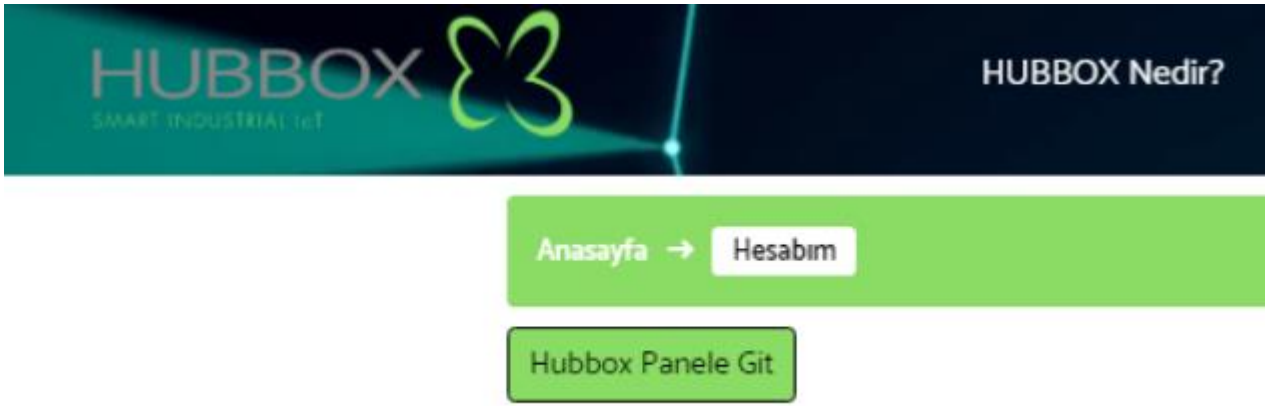 HUBBOX
SMART INDUSTRIAL IoT
HUBBOX Nedir?
Anasayfa → Hesabım
Hubbox Panele Git